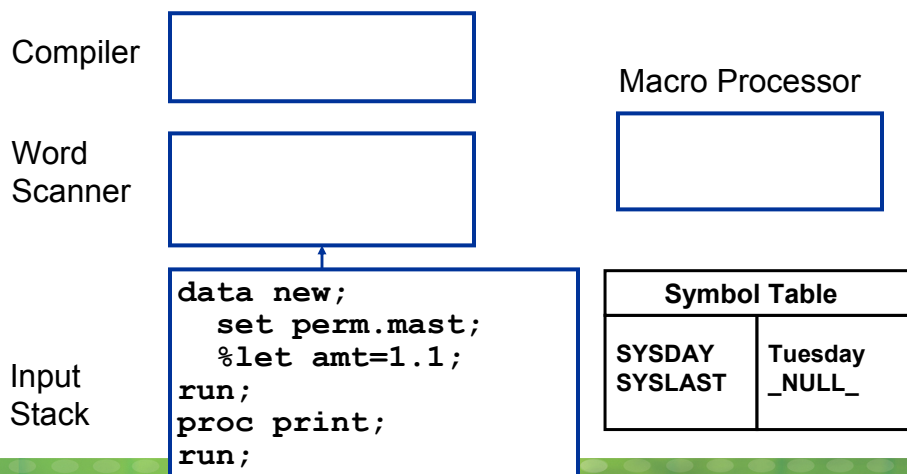 Compiler
Macro Processor
Word
Scanner
data new;
set perm.mast;
%let amt=1.1;
run;
proc print;
run;
Input
Stack
Symbol Table
SYSDAY Tuesday
SYSLAST _NULL_